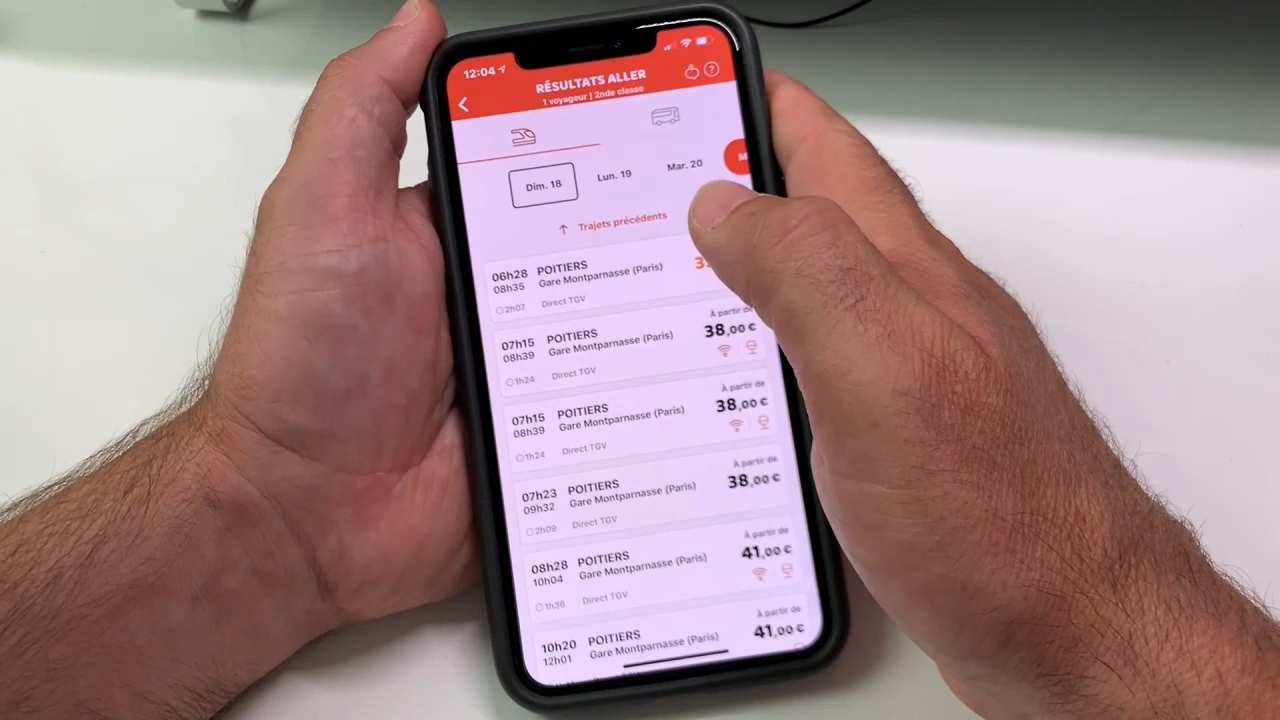 12:04
RÉSULTATS ALLER
1 voyageur | 2nde classe
?
Dim. 18
Lun. 19
Mar. 20
M
↑ Trajets précédents
06h28 POITIERS
08h35 Gare Montparnasse (Paris)
2h07 Direct TGV
À partir de
07h15 POITIERS 38,00 €
08h39 Gare Montparnasse (Paris)
1h24 Direct TGV
À partir de
07h15 POITIERS 38,00 €
08h39 Gare Montparnasse (Paris)
1h24 Direct TGV
À partir de
07h23 POITIERS 38,00 €
09h32 Gare Montparnasse (Paris)
2h09 Direct TGV
À partir de
08h28 POITIERS 41,00 €
10h04 Gare Montparnasse (Paris)
1h36 Direct TGV
À partir de
10h20 POITIERS 41,00 €
12h01 Gare Montparnasse (Paris)